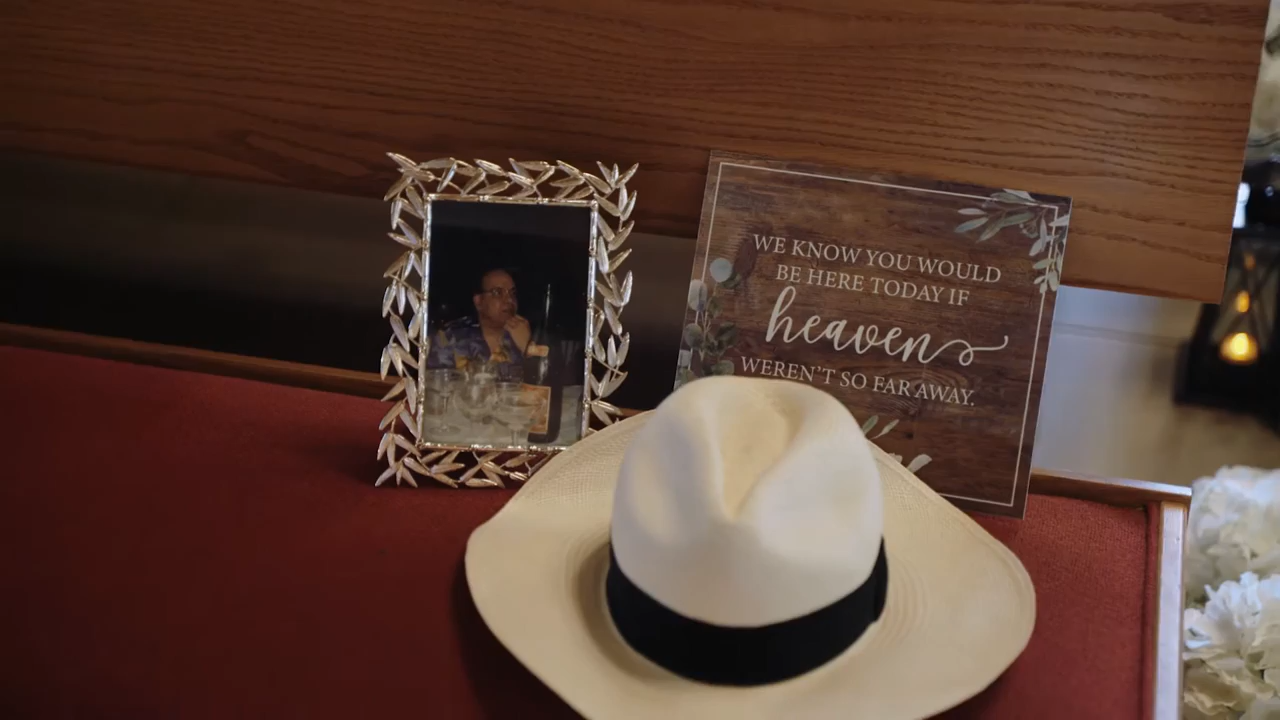 WE KNOW YOU WOULD
BE HERE TODAY IF
heaven
WEREN'T SO FAR AWAY.